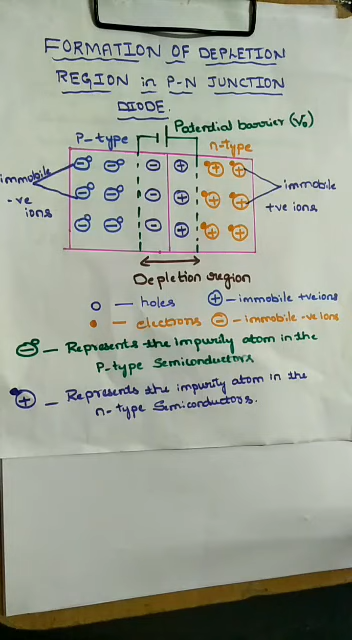 FORMATION OF DEPLETION
REGION in P-N JUNCTION
DIODE.
Potendial barrier (V₀)
P-type
n-type
immobile
-ve
ions
immobile
+ve ions
Depletion region
o — holes ⊕ — immobile +ve ions
• — electrons ⊖ — immobile -ve ions
⊖ — Represents the impurity atom in the
P-type Semiconductors
⊕ — Represents the impurity atom in the
n-type Semiconductors.